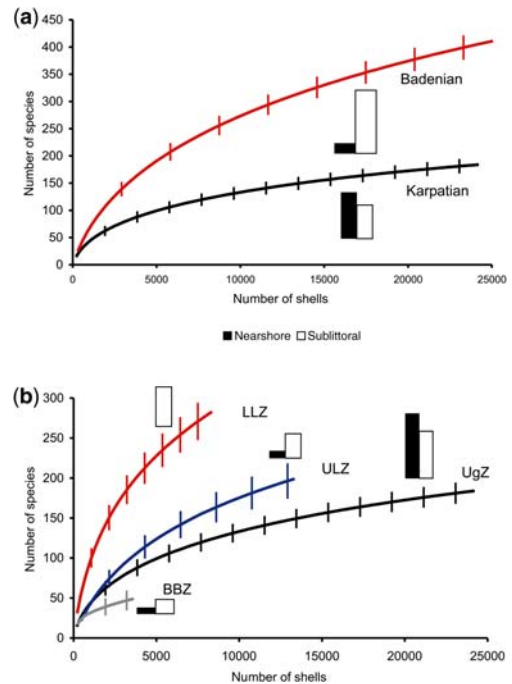 (a)
450
400
350
300
250
200
150
100
50
0
Number of species
Badenian
Karpatian
0 5000 10000 15000 20000 25000
Number of shells
Nearshore Sublittoral
(b)
300
250
200
150
100
50
0
Number of species
LLZ
ULZ
UgZ
BBZ
0 5000 10000 15000 20000 25000
Number of shells